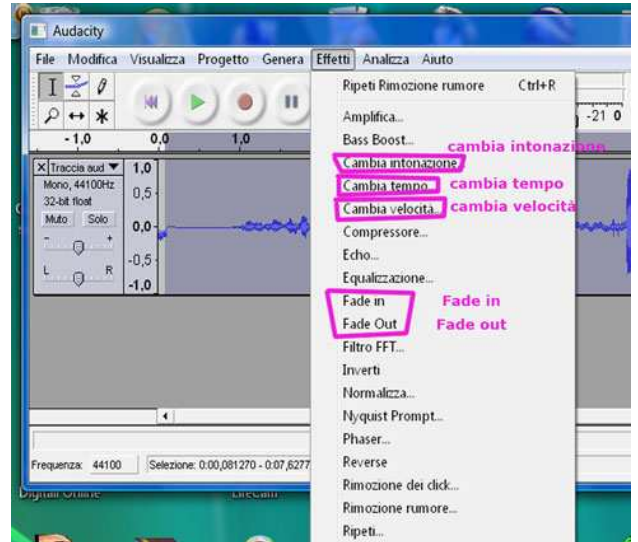 Audacity
File Modifica Visualizza Progetto Genera Effetti Analizza Aiuto
Ripeti Rimozione rumore Ctrl+R
-21 0
- 1,0 0,0 1,0
Amplifica...
Bass Boost...
cambia intonazione
Cambia intonazione
Cambia tempo... cambia tempo
Cambia velocità... cambia velocità
Compressore...
Echo...
Equalizzazione...
Fade in Fade in
Fade Out Fade out
Filtro FFT...
Inverti
Normalizza...
Nyquist Prompt...
Phaser...
Reverse
Rimozione dei click...
Rimozione rumore...
Ripeti...
X Traccia aud 1,0
Mono, 44100Hz
32-bit float 0,5
Muto Solo
- + 0,0
-0,5
L R
-1,0
Frequenza: 44100 Selezione: 0:00,081270 - 0:07,6277